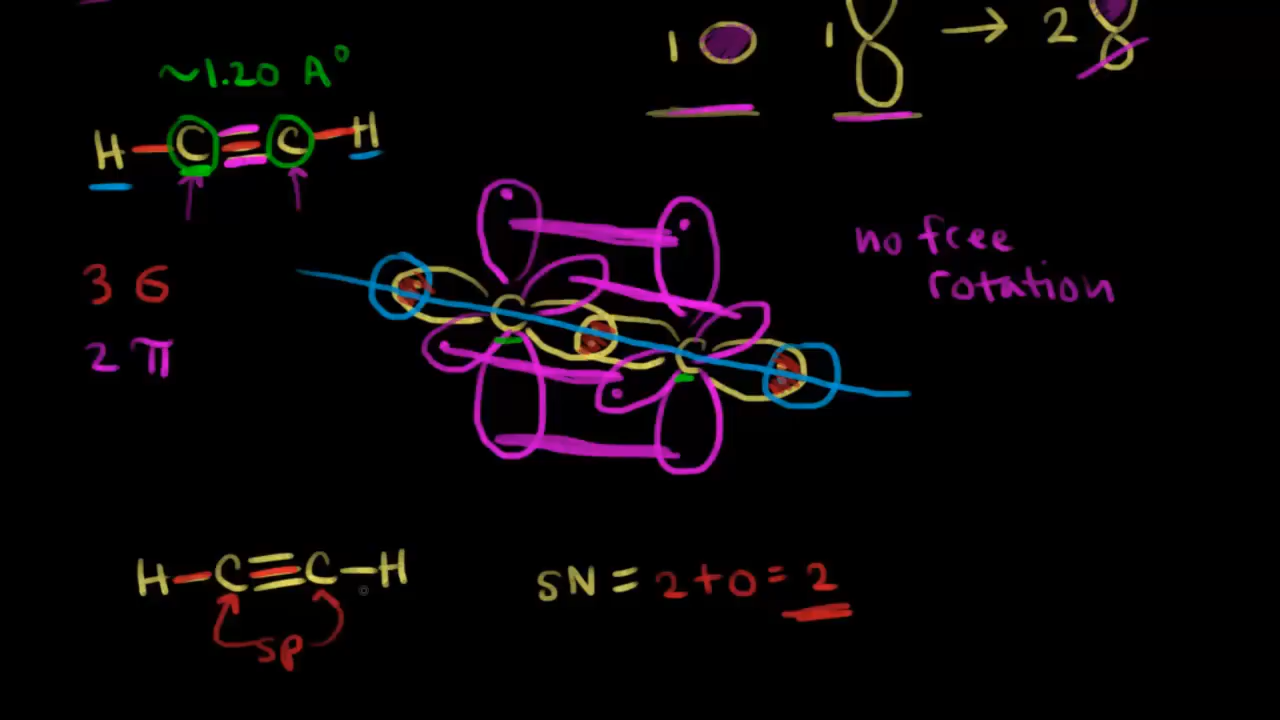 1 1 → 2
~1.20 A°
H-C≡C-H
no free
rotation
C
C
3 σ
2 π
H-C≡C-H
SN = 2+0=2
sp